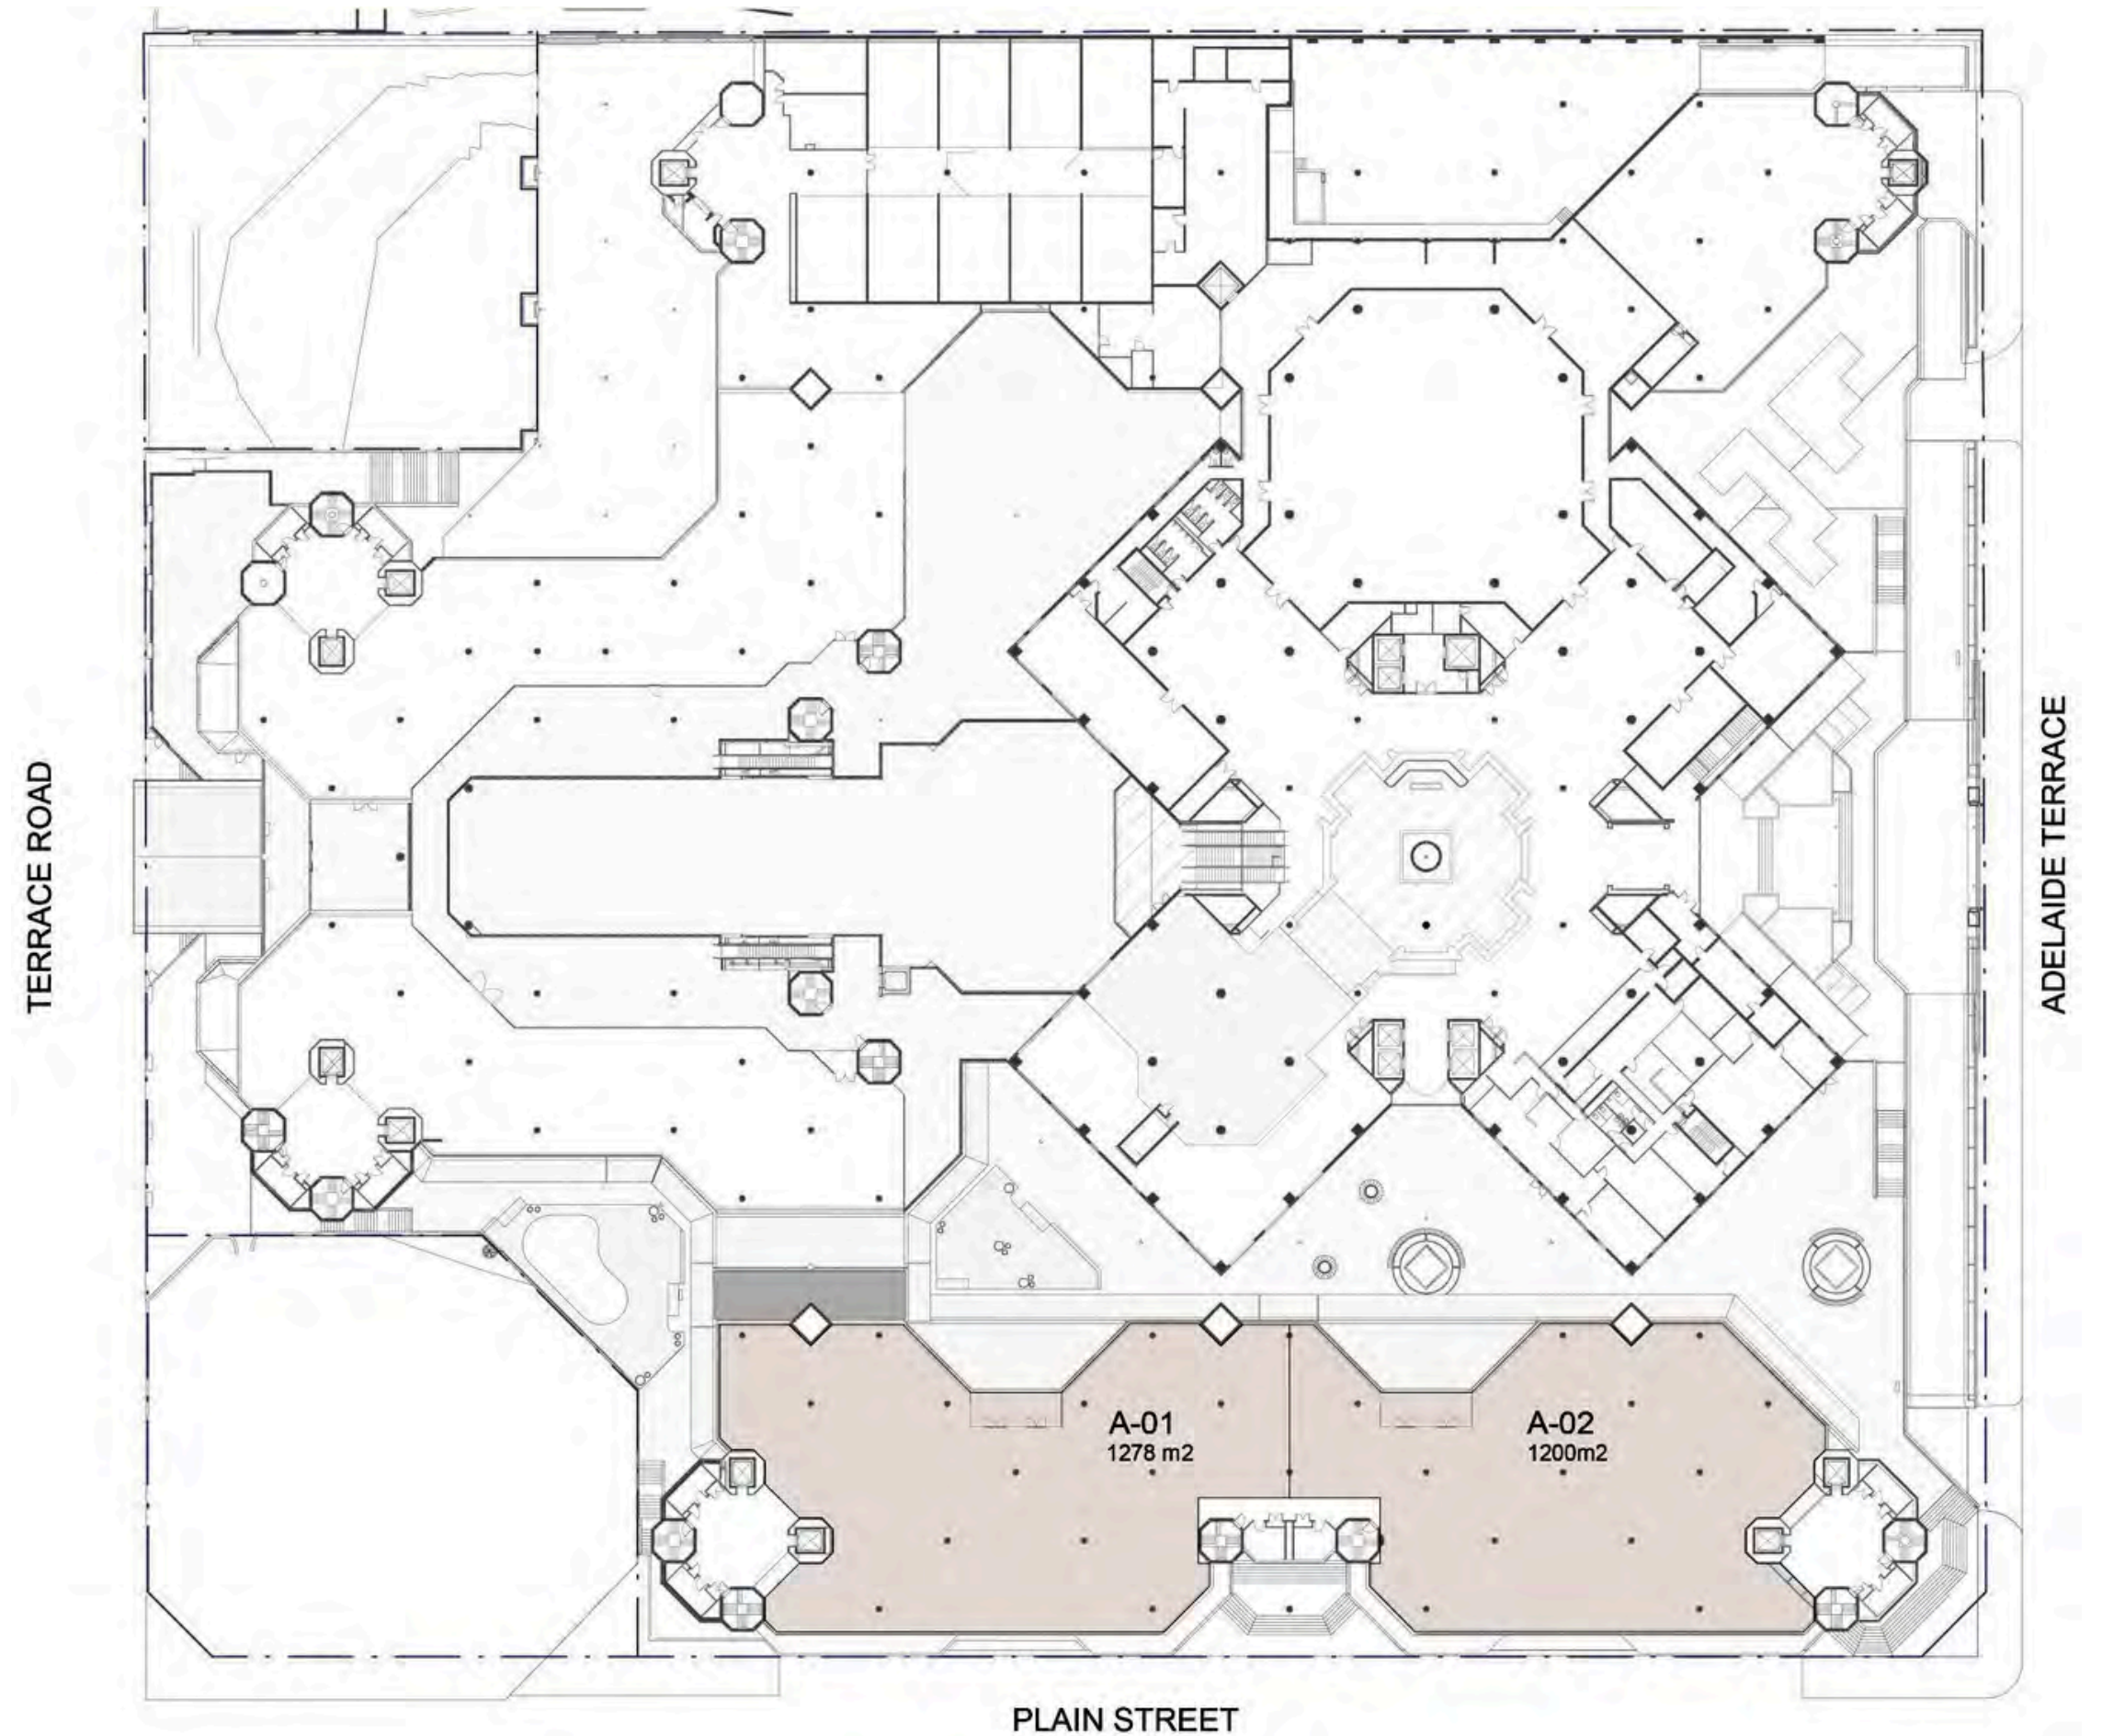 TERRACE ROAD
ADELAIDE TERRACE
A-01
1278 m2
A-02
1200m2
PLAIN STREET